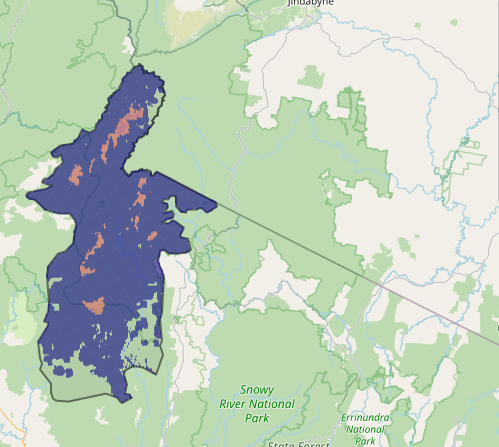 Jindabyne
Snowy
River National
Park
Errinundra
National
Park
State Forest